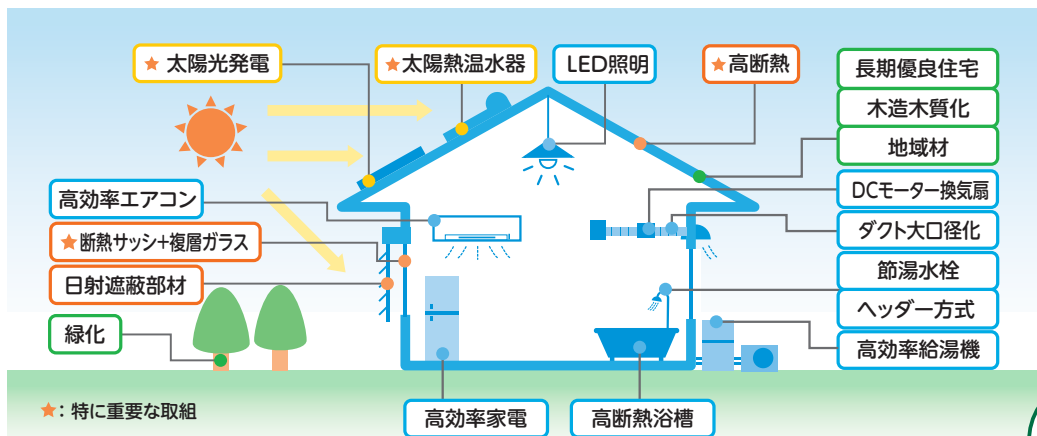 ★ 太陽光発電
★太陽熱温水器
LED照明
★高断熱
長期優良住宅
木造木質化
地域材
高効率エアコン
DCモーター換気扇
★断熱サッシ+複層ガラス
ダクト大口径化
日射遮蔽部材
節湯水栓
ヘッダー方式
緑化
高効率給湯機
★：特に重要な取組
高効率家電
高断熱浴槽